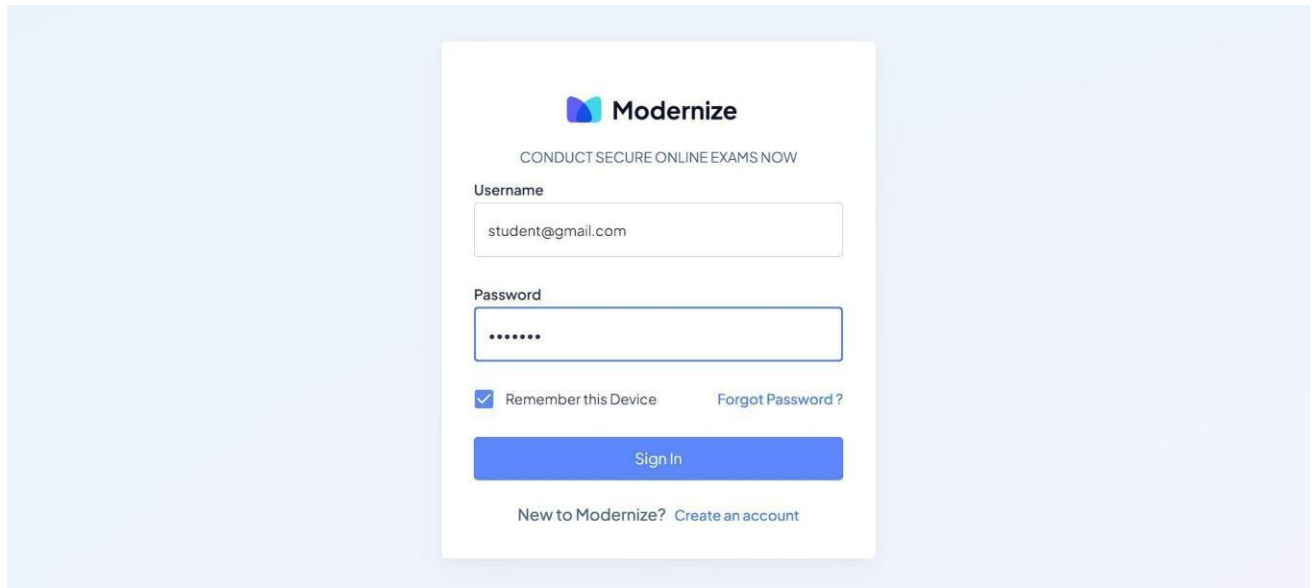 Modernize
CONDUCT SECURE ONLINE EXAMS NOW
Username
student@gmail.com
Password
•••••••
Remember this Device Forgot Password ?
Sign In
New to Modernize? Create an account